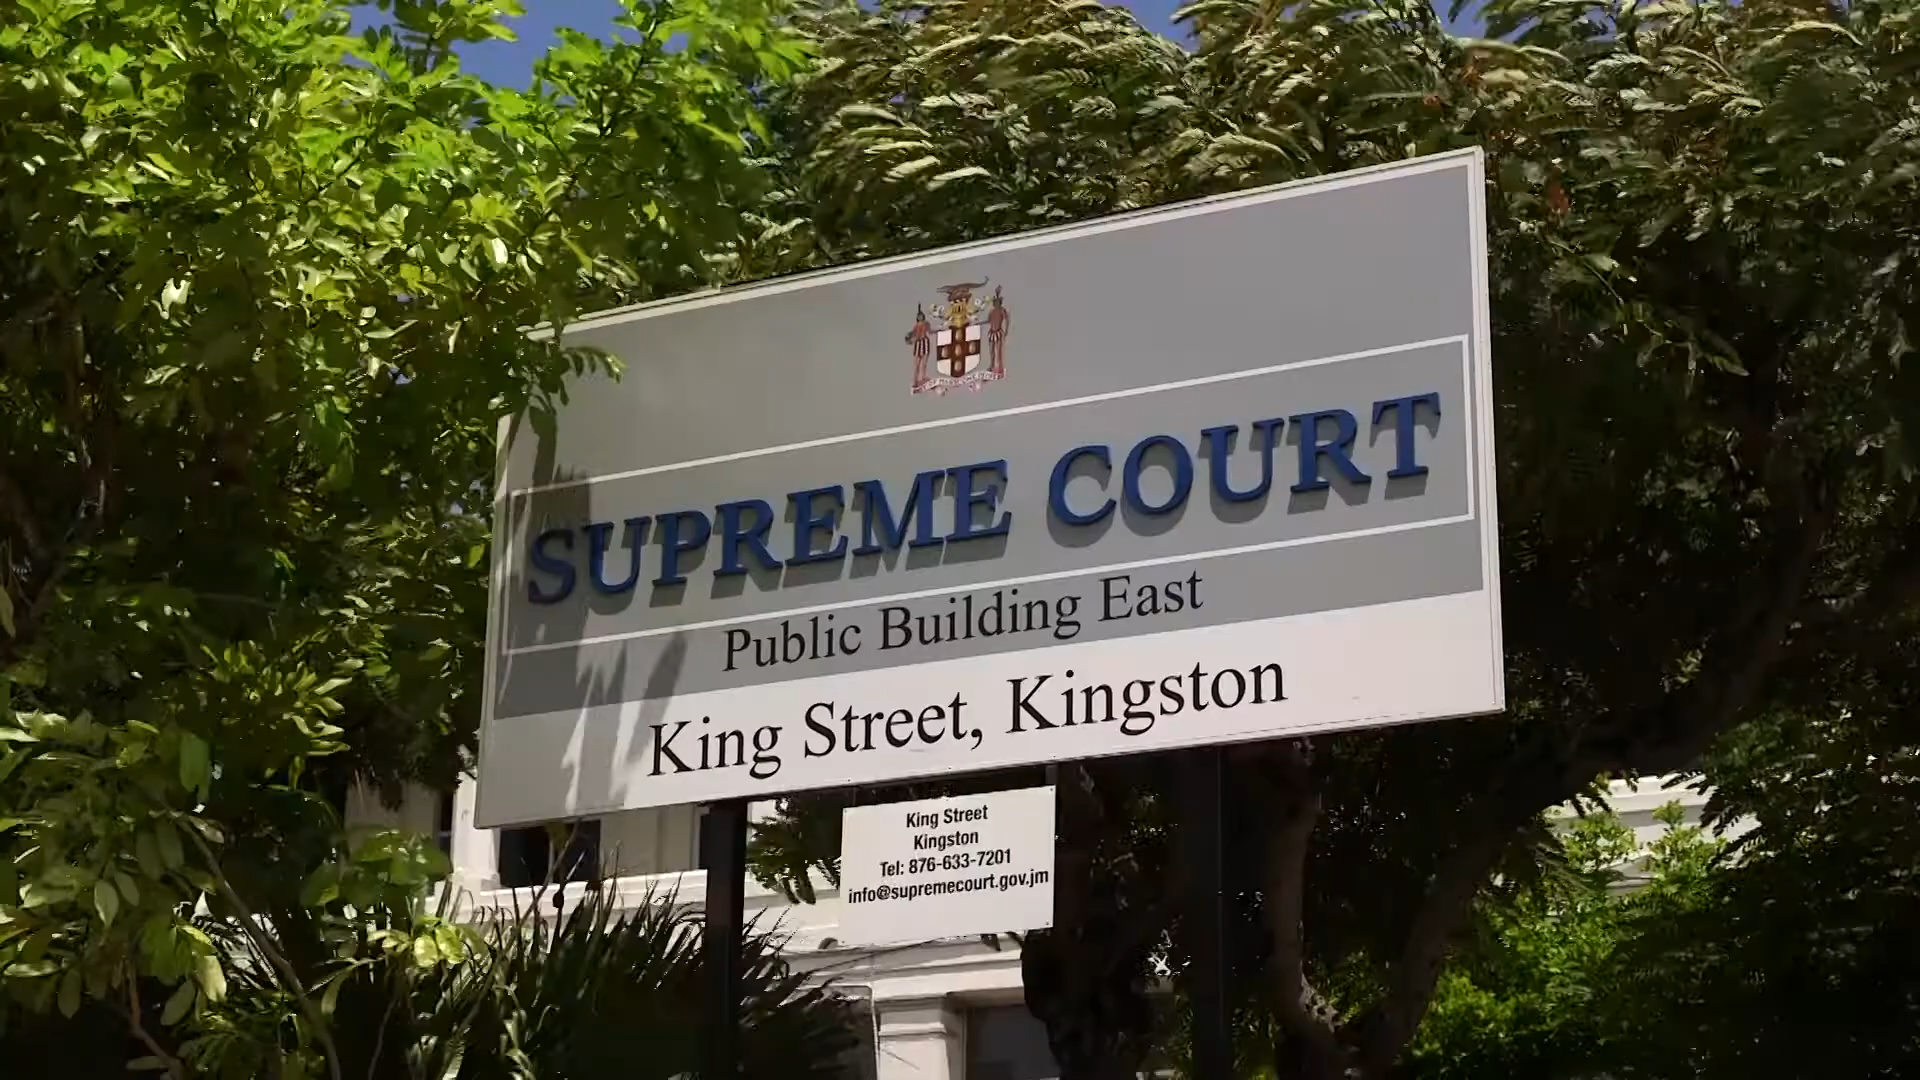 SUPREME COURT
Public Building East
King Street, Kingston
King Street
Kingston
Tel: 876-633-7201
info@supremecourt.gov.jm